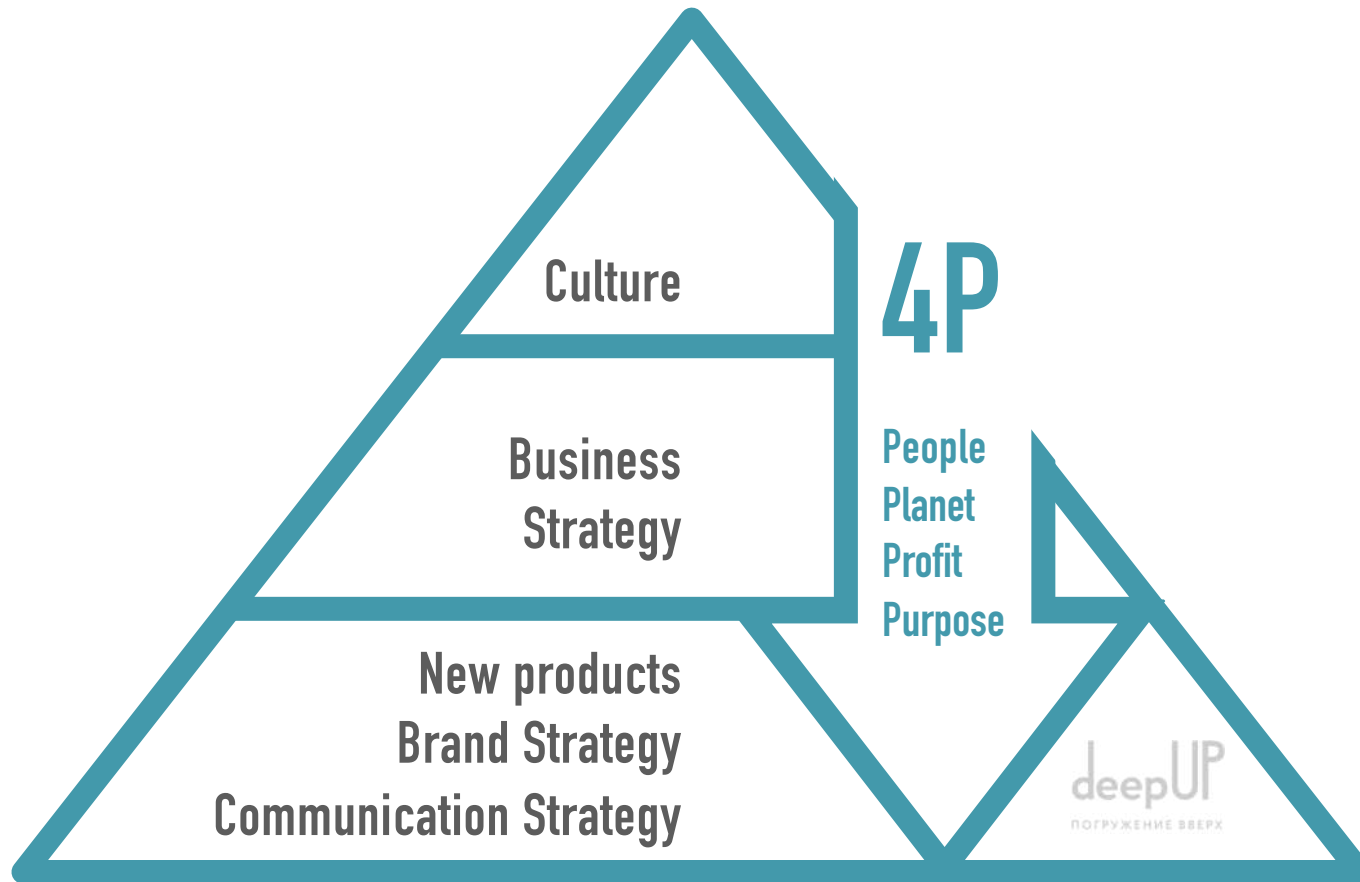 Culture
4P
Business
Strategy
People
Planet
Profit
Purpose
New products
Brand Strategy
Communication Strategy
deepUP
ПОГРУЖЕНИЕ ВВЕРХ